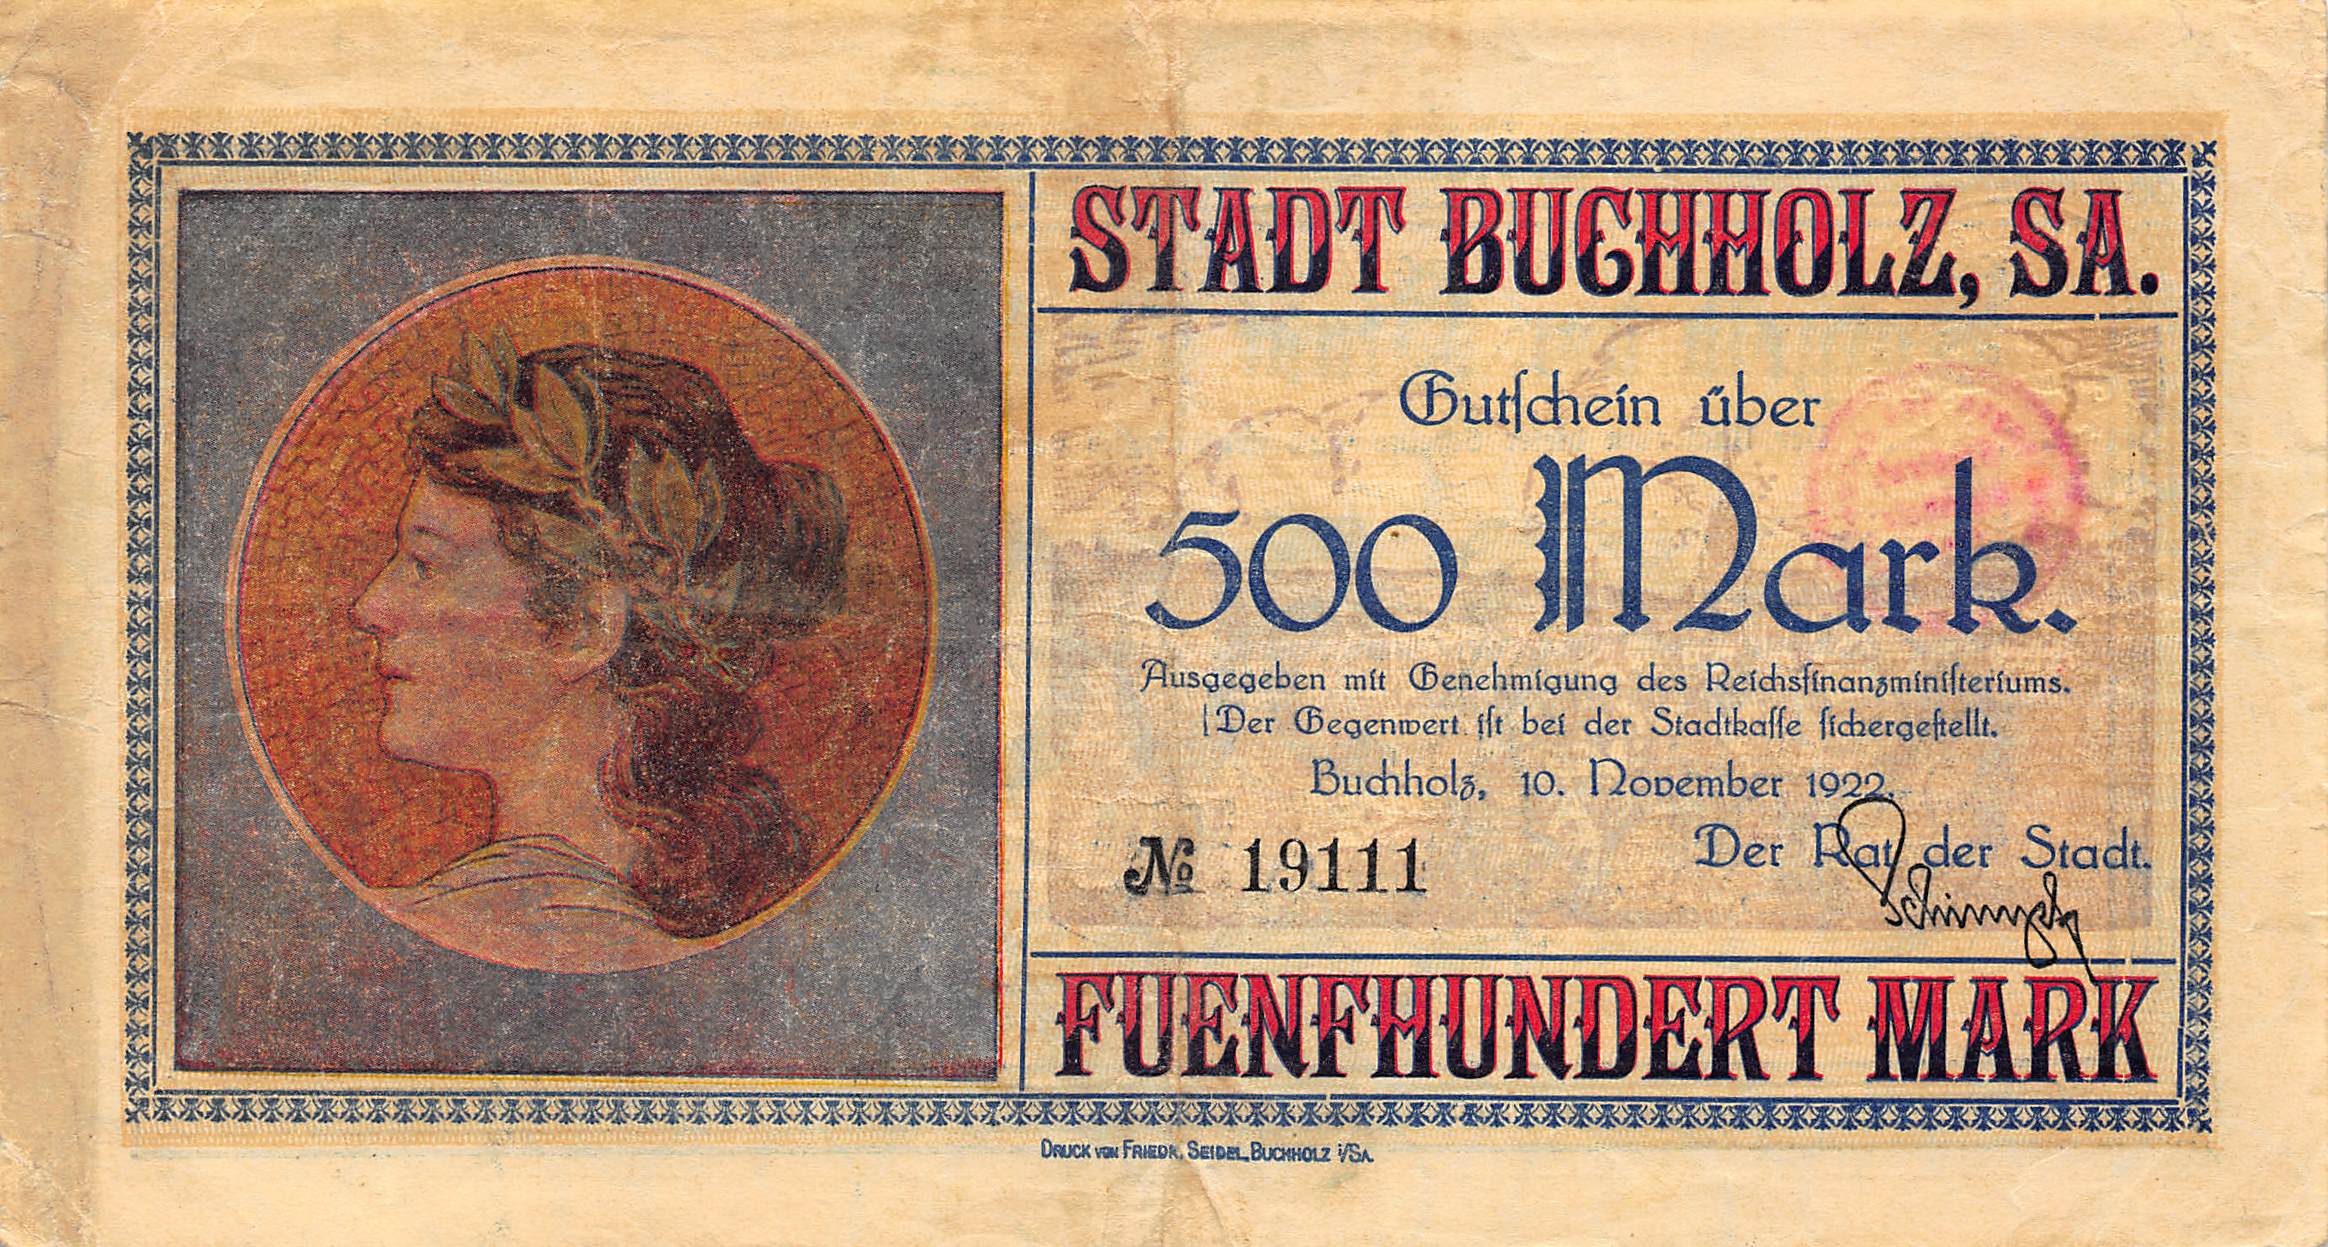 STADT BUCHHOLZ, SA.
Gutſchein über
500 Mark.
Ausgegeben mit Genehmigung des Reichsfinanzminiſteriums.
Der Gegenwert iſt bei der Stadtkaſſe ſichergeſtellt.
Buchholz, 10. November 1922.
№ 19111
Der Rat der Stadt.
Schimpf
FUENFHUNDERT MARK
DRUCK VON FRIEDR. SEIDEL, BUCHHOLZ i/SA.